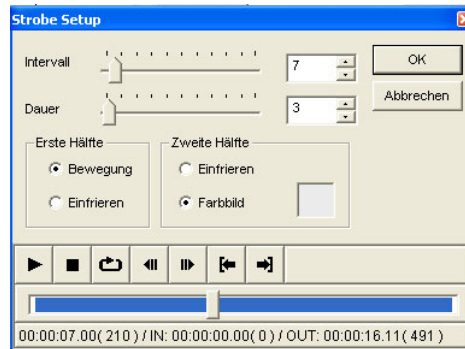 Strobe Setup
Intervall
7
OK
Dauer
3
Abbrechen
Erste Hälfte
Zweite Hälfte
Bewegung
Einfrieren
Einfrieren
Farbbild
00:00:07.00( 210 ) / IN: 00:00:00.00( 0 ) / OUT: 00:00:16.11( 491 )